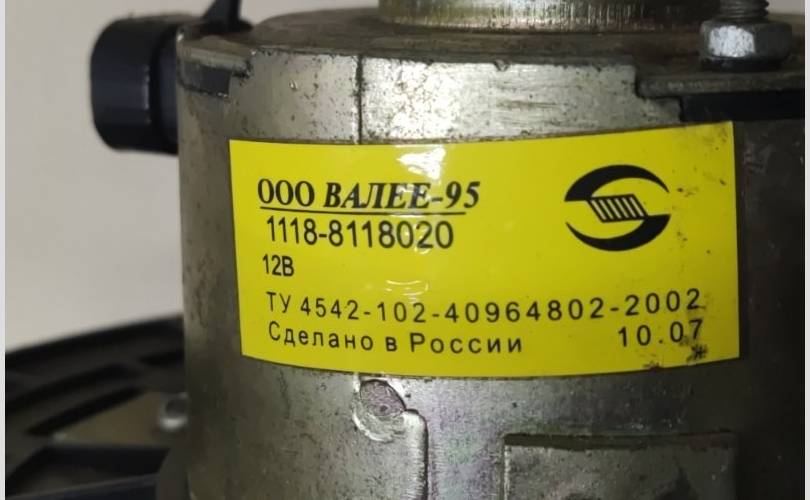 ООО ВАЛЕЕ-95
1118-8118020
12В
ТУ 4542-102-40964802-2002
Сделано в России 10.07
*